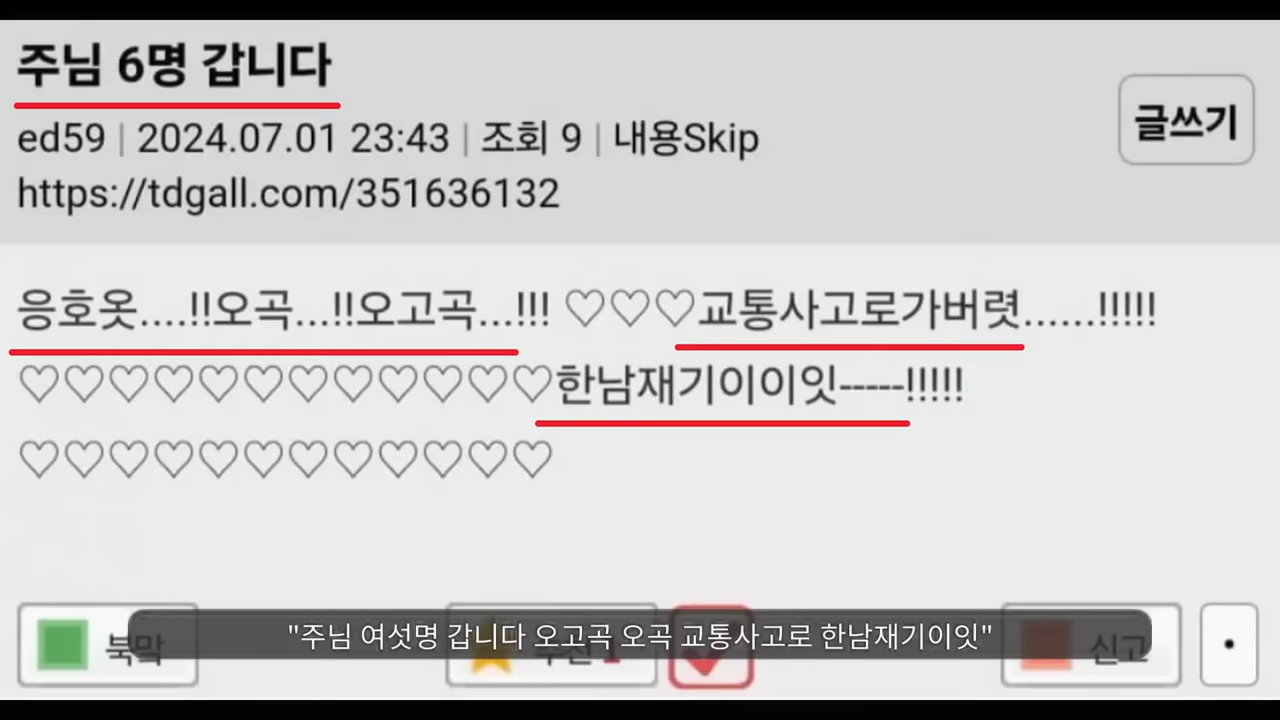 주님 6명 갑니다
글쓰기
ed59 | 2024.07.01 23:43 | 조회 9 | 내용Skip
https://tdgall.com/351636132
응호옷....!!오곡...!!오고곡...!!! ♡♡♡교통사고로가버렷......!!!!!
♡♡♡♡♡♡♡♡♡♡♡♡한남재기이이잇-----!!!!!
♡♡♡♡♡♡♡♡♡♡♡♡
북막
추천 1
신고
"주님 여섯명 갑니다 오고곡 오곡 교통사고로 한남재기이잇"